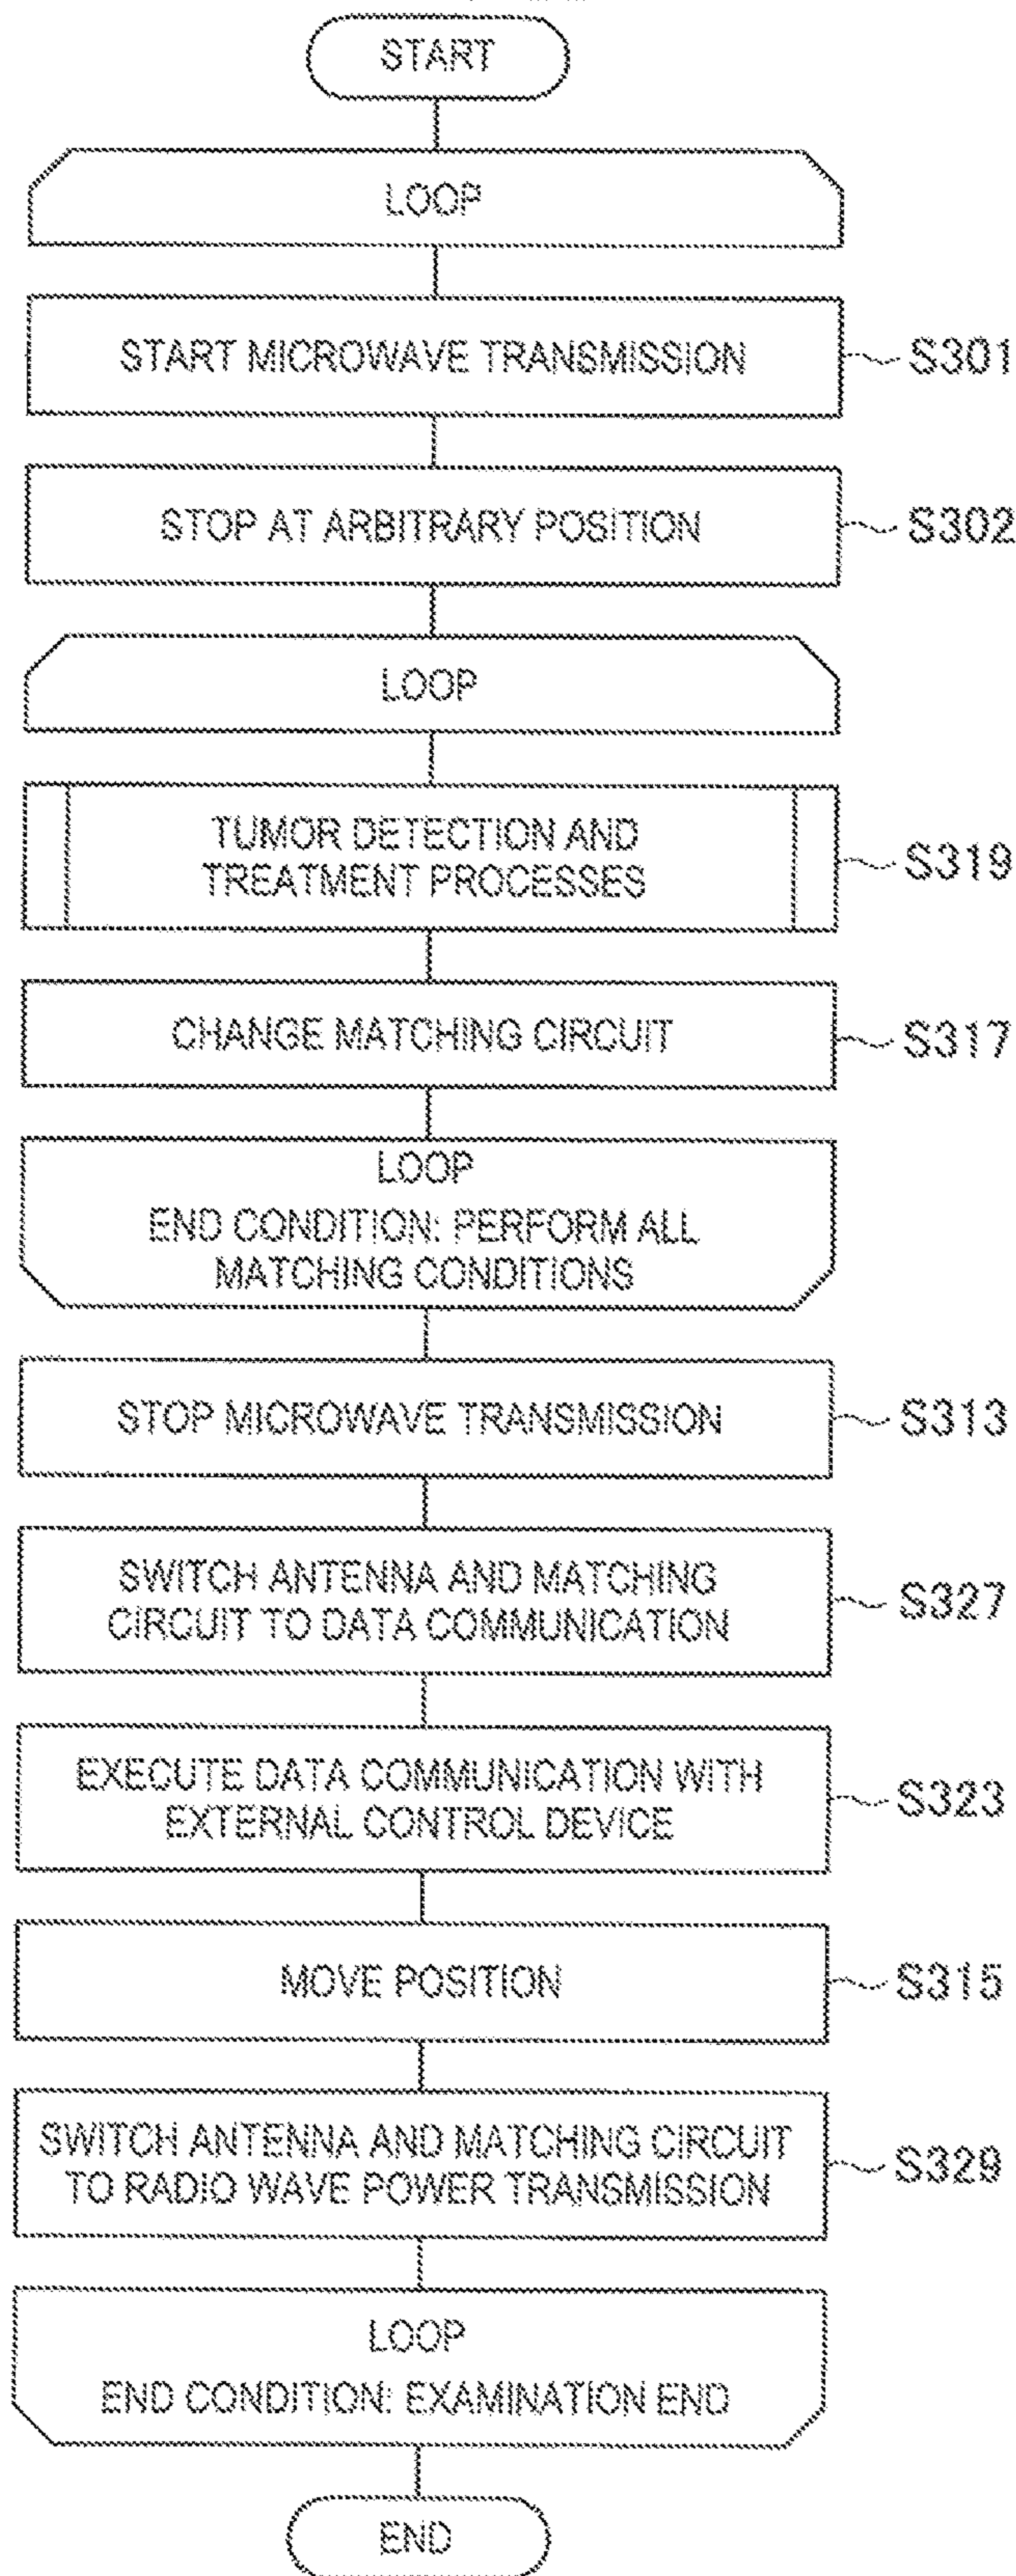 START
LOOP
START MICROWAVE TRANSMISSION
S301
STOP AT ARBITRARY POSITION
S302
LOOP
TUMOR DETECTION AND
TREATMENT PROCESSES
S319
CHANGE MATCHING CIRCUIT
S317
LOOP
END CONDITION: PERFORM ALL
MATCHING CONDITIONS
STOP MICROWAVE TRANSMISSION
S313
SWITCH ANTENNA AND MATCHING
CIRCUIT TO DATA COMMUNICATION
S327
EXECUTE DATA COMMUNICATION WITH
EXTERNAL CONTROL DEVICE
S323
MOVE POSITION
S315
SWITCH ANTENNA AND MATCHING CIRCUIT
TO RADIO WAVE POWER TRANSMISSION
S329
LOOP
END CONDITION: EXAMINATION END
END